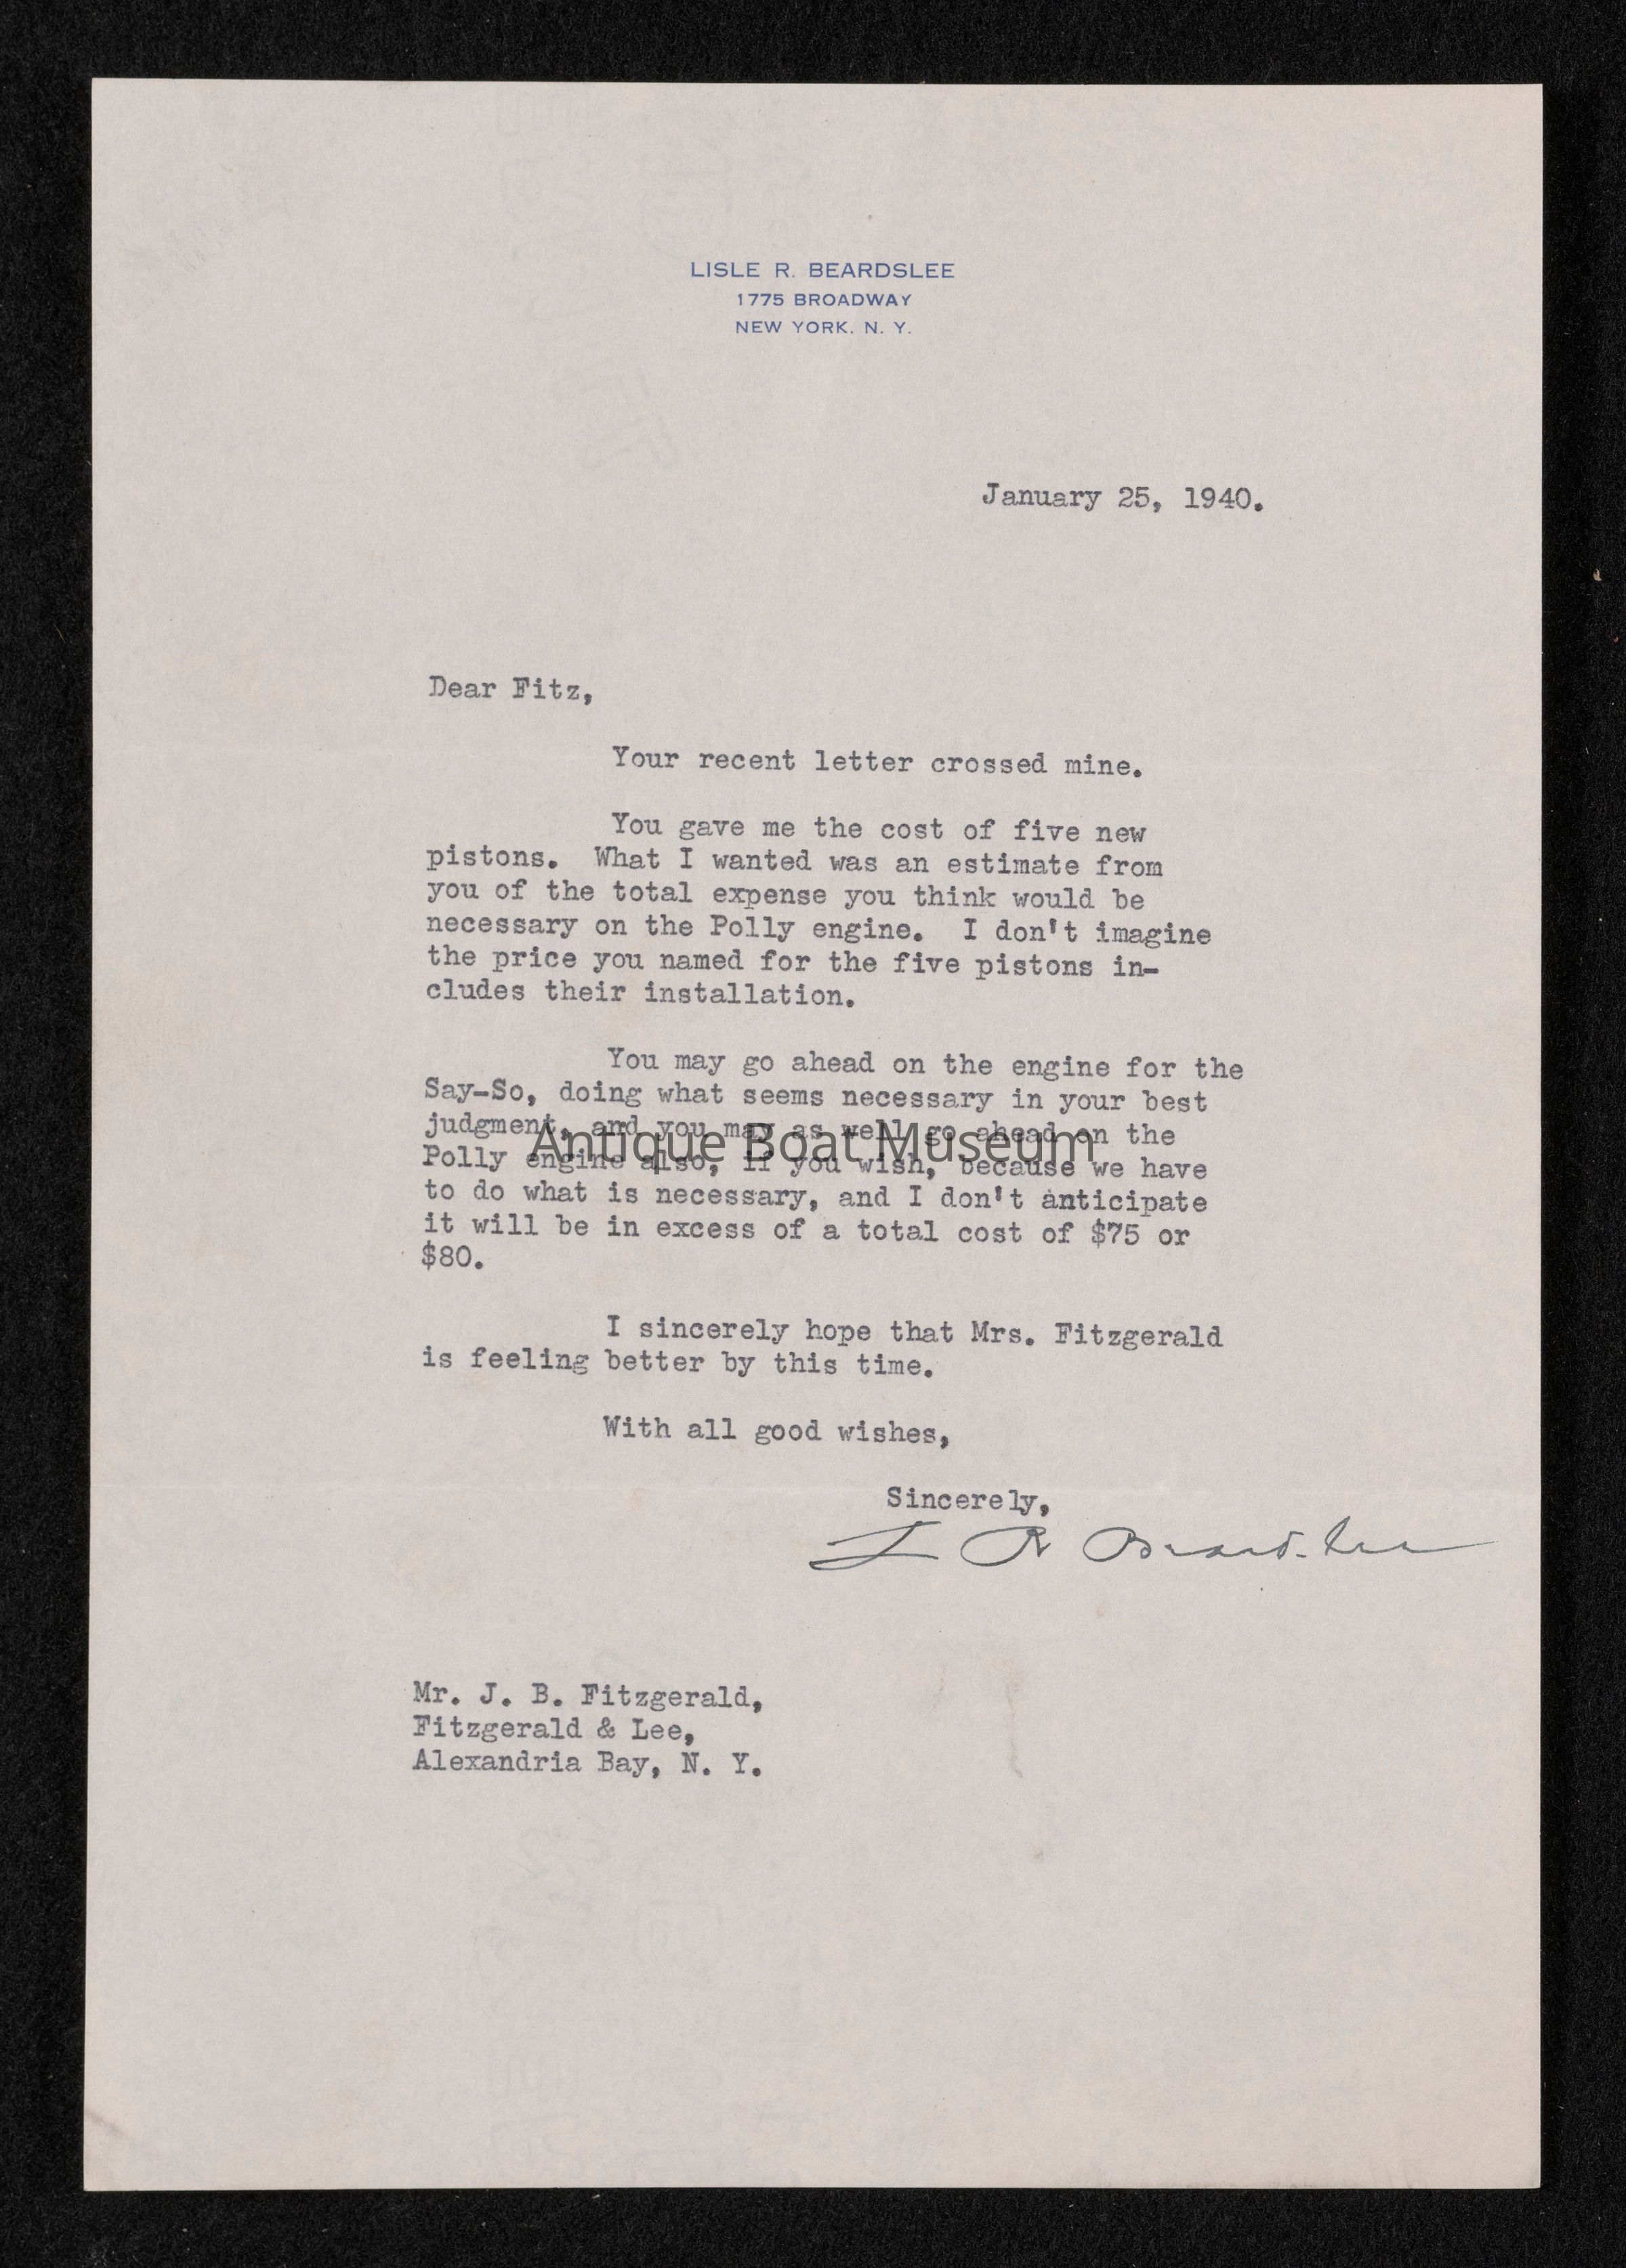 LISLE R. BEARDSLEE
1775 BROADWAY
NEW YORK, N. Y.
January 25, 1940.
Dear Fitz,
Your recent letter crossed mine.
You gave me the cost of five new
pistons. What I wanted was an estimate from
you of the total expense you think would be
necessary on the Polly engine. I don't imagine
the price you named for the five pistons in-
cludes their installation.
You may go ahead on the engine for the
Say-So, doing what seems necessary in your best
judgment, and you may as well go ahead on the
Antique Boat Museum
Polly engine also, if you wish, because we have
to do what is necessary, and I don't anticipate
it will be in excess of a total cost of $75 or
$80.
I sincerely hope that Mrs. Fitzgerald
is feeling better by this time.
With all good wishes,
Sincerely,
L R Beardslee
Mr. J. B. Fitzgerald,
Fitzgerald & Lee,
Alexandria Bay, N. Y.